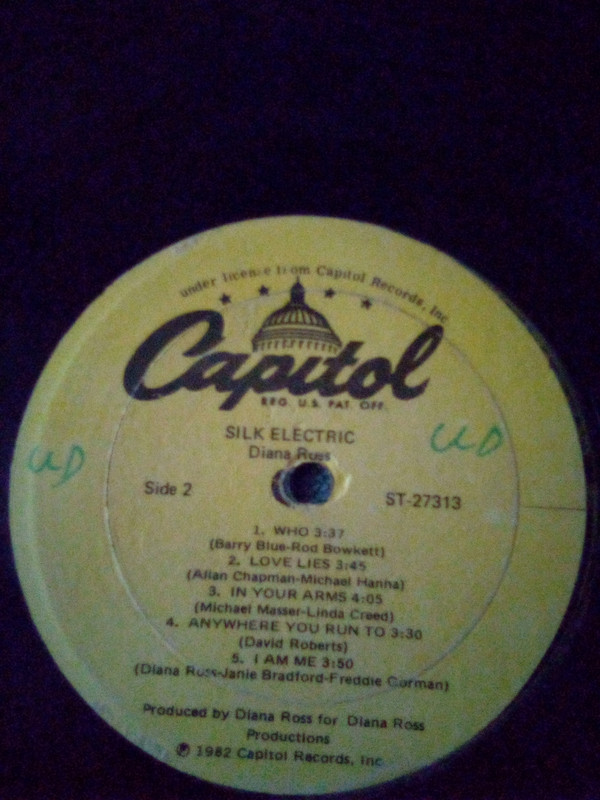 under license from Capitol Records, Inc
Capitol
REG. U.S. PAT. OFF.
SILK ELECTRIC
Diana Ross
UD
UD
Side 2
ST-27313
1. WHO 3:37
(Barry Blue-Rod Bowkett)
2. LOVE LIES 3:45
(Allan Chapman-Michael Hanna)
3. IN YOUR ARMS 4:05
(Michael Masser-Linda Creed)
4. ANYWHERE YOU RUN TO 3:30
(David Roberts)
5. I AM ME 3:50
(Diana Ross-Janie Bradford-Freddie Gorman)
Produced by Diana Ross for Diana Ross
Productions
℗ 1982 Capitol Records, Inc